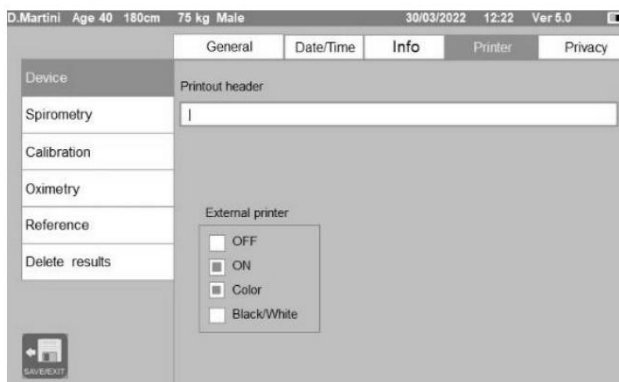 D.Martini Age 40 180cm 75 kg Male 30/03/2022 12:22 Ver 5.0
General Date/Time Info Printer Privacy
Device
Spirometry
Calibration
Oximetry
Reference
Delete results
Printout header
External printer
OFF
ON
Color
Black/White
SAVE/EXIT